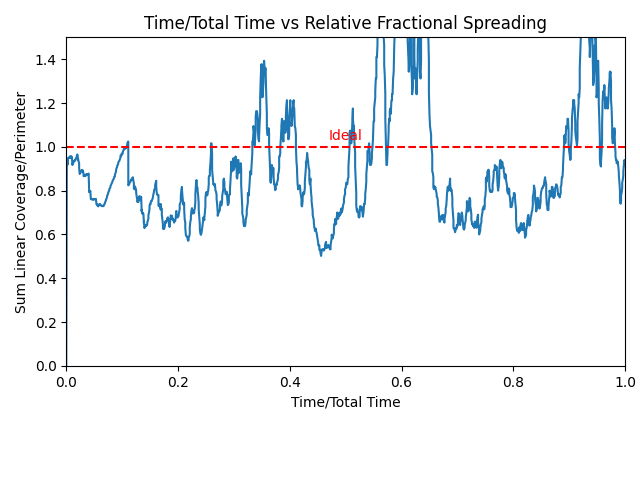 Time/Total Time vs Relative Fractional Spreading
Sum Linear Coverage/Perimeter
1.4
1.2
1.0
0.8
0.6
0.4
0.2
0.0
Ideal
0.0 0.2 0.4 0.6 0.8 1.0
Time/Total Time